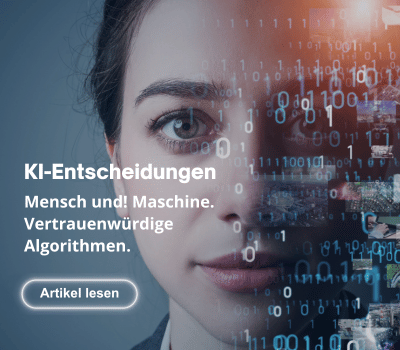 KI-Entscheidungen
Mensch und! Maschine.
Vertrauenwürdige
Algorithmen.
Artikel lesen